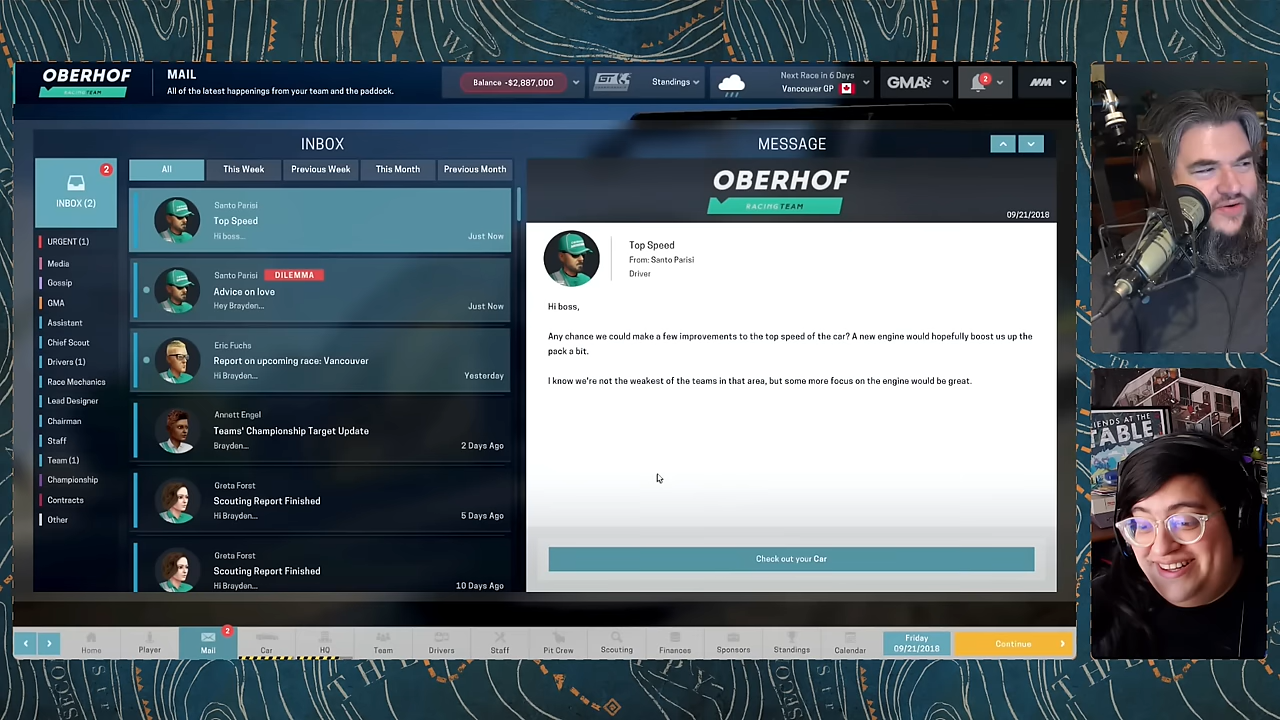 OBERHOF
RACING TEAM
MAIL
All of the latest happenings from your team and the paddock.
Balance -$2,887,000
GT
Standings
Next Race in 6 Days
Vancouver GP
GMA
2
INBOX
MESSAGE
2
INBOX (2)
All
This Week
Previous Week
This Month
Previous Month
URGENT (1)
Media
Gossip
GMA
Assistant
Chief Scout
Drivers (1)
Race Mechanics
Lead Designer
Chairman
Staff
Team (1)
Championship
Contracts
Other
Santo Parisi
Top Speed
Hi boss...
Just Now
Santo Parisi DILEMMA
Advice on love
Hey Brayden...
Just Now
Eric Fuchs
Report on upcoming race: Vancouver
Hi Brayden...
Yesterday
Annett Engel
Teams' Championship Target Update
Brayden...
2 Days Ago
Greta Forst
Scouting Report Finished
Hi Brayden...
5 Days Ago
Greta Forst
Scouting Report Finished
Hi Brayden...
10 Days Ago
OBERHOF
RACING TEAM
09/21/2018
Top Speed
From: Santo Parisi
Driver
Hi boss,
Any chance we could make a few improvements to the top speed of the car? A new engine would hopefully boost us up the
pack a bit.
I know we're not the weakest of the teams in that area, but some more focus on the engine would be great.
Check out your Car
Home
Player
2
Mail
Car
HQ
Team
Drivers
Staff
Pit Crew
Scouting
Finances
Sponsors
Standings
Calendar
Friday
09/21/2018
Continue
TABLE